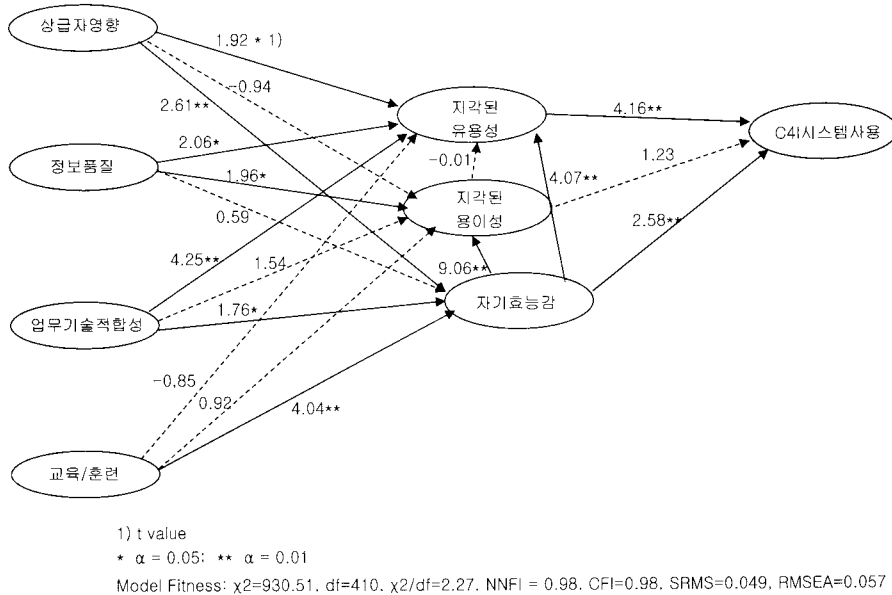 상급자영향
1.92 * 1)
-0.94
2.61**
지각된
유용성
4.16**
C4I시스템사용
2.06*
정보품질
-0.01
1.23
1.96*
4.07**
지각된
용이성
0.59
2.58**
4.25**
1.54
9.06**
자기효능감
업무기술적합성
1.76*
-0.85
0.92
4.04**
교육/훈련
1) t value
* α = 0.05; ** α = 0.01
Model Fitness: χ2=930.51, df=410, χ2/df=2.27, NNFI = 0.98, CFI=0.98, SRMS=0.049, RMSEA=0.057